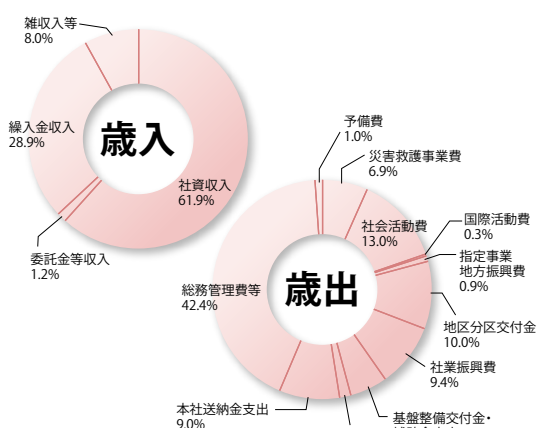 雑収入等
8.0%
繰入金収入
28.9%
歳入
社資収入
61.9%
委託金等収入
1.2%
予備費
1.0%
災害救護事業費
6.9%
社会活動費
13.0%
国際活動費
0.3%
指定事業
地方振興費
0.9%
総務管理費等
42.4%
歳出
地区分区交付金
10.0%
社業振興費
9.4%
本社送納金支出
9.0%
基盤整備交付金・